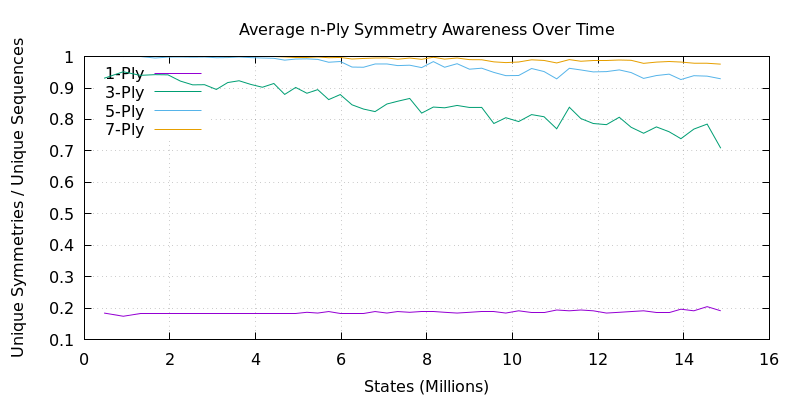 Average n-Ply Symmetry Awareness Over Time
Unique Symmetries / Unique Sequences
1
0.9
0.8
0.7
0.6
0.5
0.4
0.3
0.2
0.1
1-Ply
3-Ply
5-Ply
7-Ply
0 2 4 6 8 10 12 14 16
States (Millions)